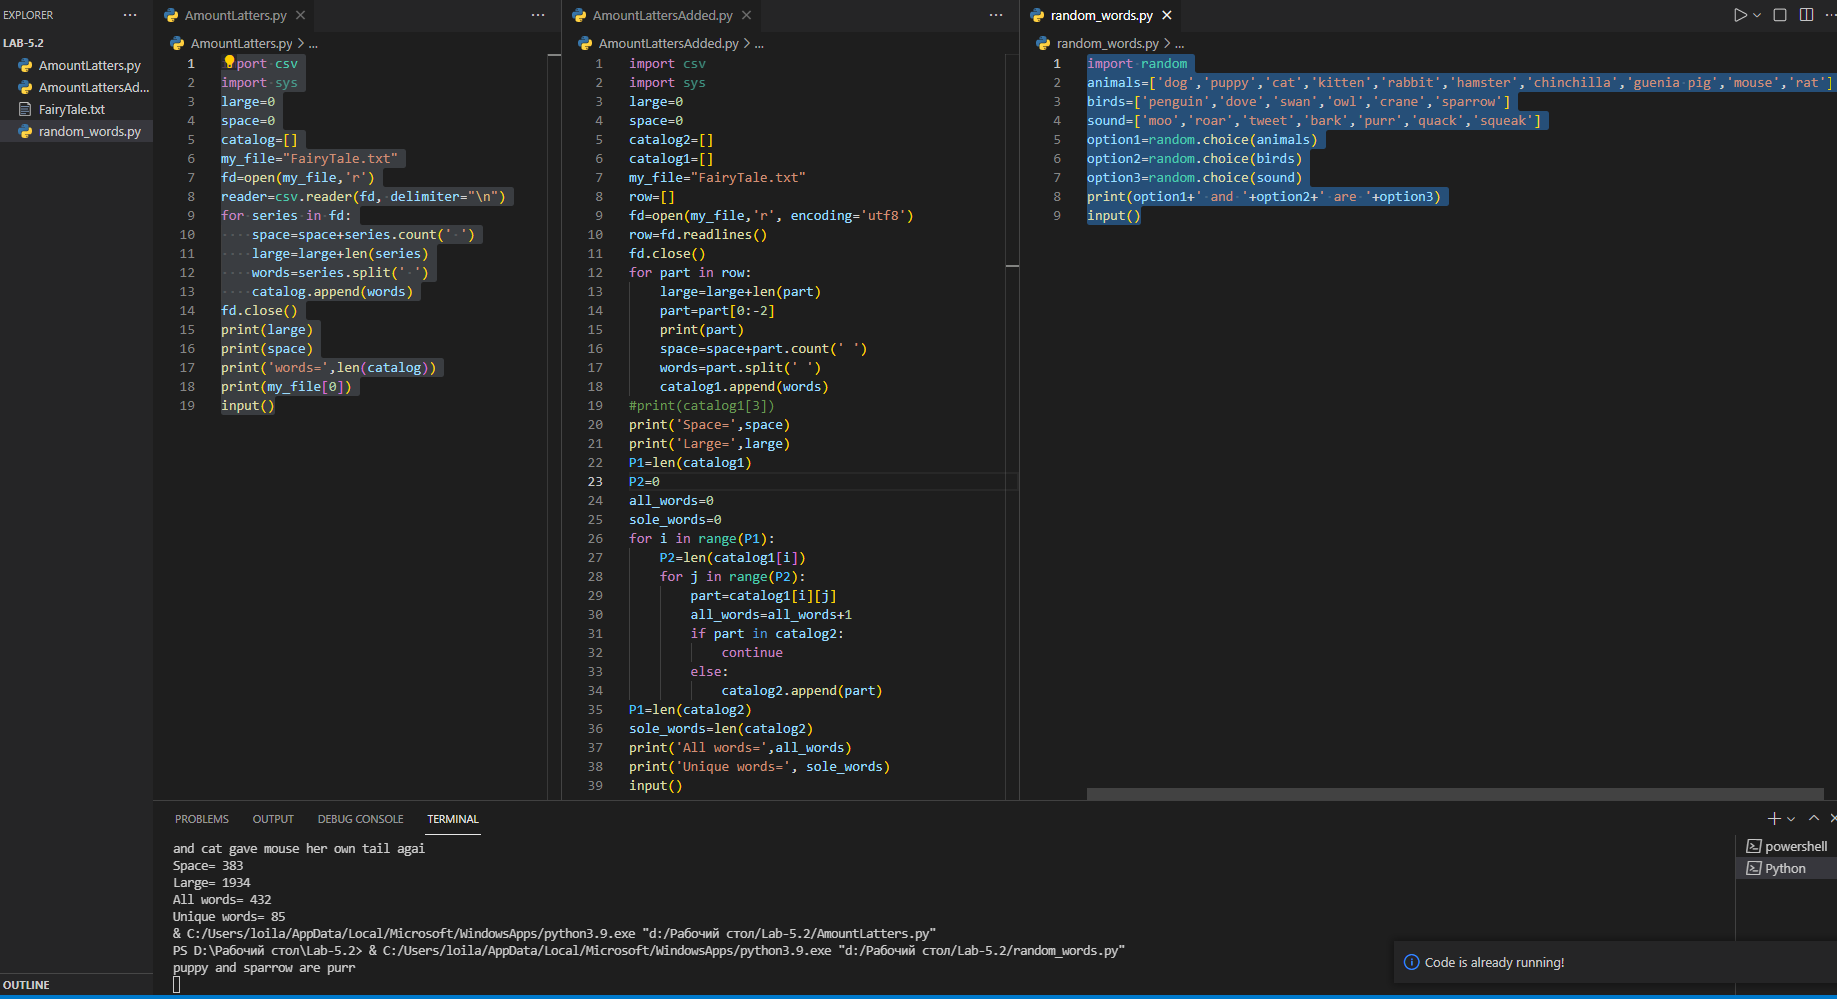 EXPLORER
LAB-5.2
AmountLatters.py
AmountLattersAd...
FairyTale.txt
random_words.py
OUTLINE
AmountLatters.py
AmountLatters.py > ...
1 port csv
2 import sys
3 large=0
4 space=0
5 catalog=[]
6 my_file="FairyTale.txt"
7 fd=open(my_file,'r')
8 reader=csv.reader(fd, delimiter="\n")
9 for series in fd:
10 space=space+series.count(' ')
11 large=large+len(series)
12 words=series.split(' ')
13 catalog.append(words)
14 fd.close()
15 print(large)
16 print(space)
17 print('words=',len(catalog))
18 print(my_file[0])
19 input()
AmountLattersAdded.py
AmountLattersAdded.py > ...
1 import csv
2 import sys
3 large=0
4 space=0
5 catalog2=[]
6 catalog1=[]
7 my_file="FairyTale.txt"
8 row=[]
9 fd=open(my_file,'r', encoding='utf8')
10 row=fd.readlines()
11 fd.close()
12 for part in row:
13 large=large+len(part)
14 part=part[0:-2]
15 print(part)
16 space=space+part.count(' ')
17 words=part.split(' ')
18 catalog1.append(words)
19 #print(catalog1[3])
20 print('Space=',space)
21 print('Large=',large)
22 P1=len(catalog1)
23 P2=0
24 all_words=0
25 sole_words=0
26 for i in range(P1):
27 P2=len(catalog1[i])
28 for j in range(P2):
29 part=catalog1[i][j]
30 all_words=all_words+1
31 if part in catalog2:
32 continue
33 else:
34 catalog2.append(part)
35 P1=len(catalog2)
36 sole_words=len(catalog2)
37 print('All words=',all_words)
38 print('Unique words=', sole_words)
39 input()
random_words.py
random_words.py > ...
1 import random
2 animals=['dog','puppy','cat','kitten','rabbit','hamster','chinchilla','guenia pig','mouse','rat']
3 birds=['penguin','dove','swan','owl','crane','sparrow']
4 sound=['moo','roar','tweet','bark','purr','quack','squeak']
5 option1=random.choice(animals)
6 option2=random.choice(birds)
7 option3=random.choice(sound)
8 print(option1+' and '+option2+' are '+option3)
9 input()
PROBLEMS OUTPUT DEBUG CONSOLE TERMINAL
and cat gave mouse her own tail agai
Space= 383
Large= 1934
All words= 432
Unique words= 85
& C:/Users/loila/AppData/Local/Microsoft/WindowsApps/python3.9.exe "d:/Рабочий стол/Lab-5.2/AmountLatters.py"
PS D:\Рабочий стол\Lab-5.2> & C:/Users/loila/AppData/Local/Microsoft/WindowsApps/python3.9.exe "d:/Рабочий стол/Lab-5.2/random_words.py"
puppy and sparrow are purr
powershell
Python
Code is already running!